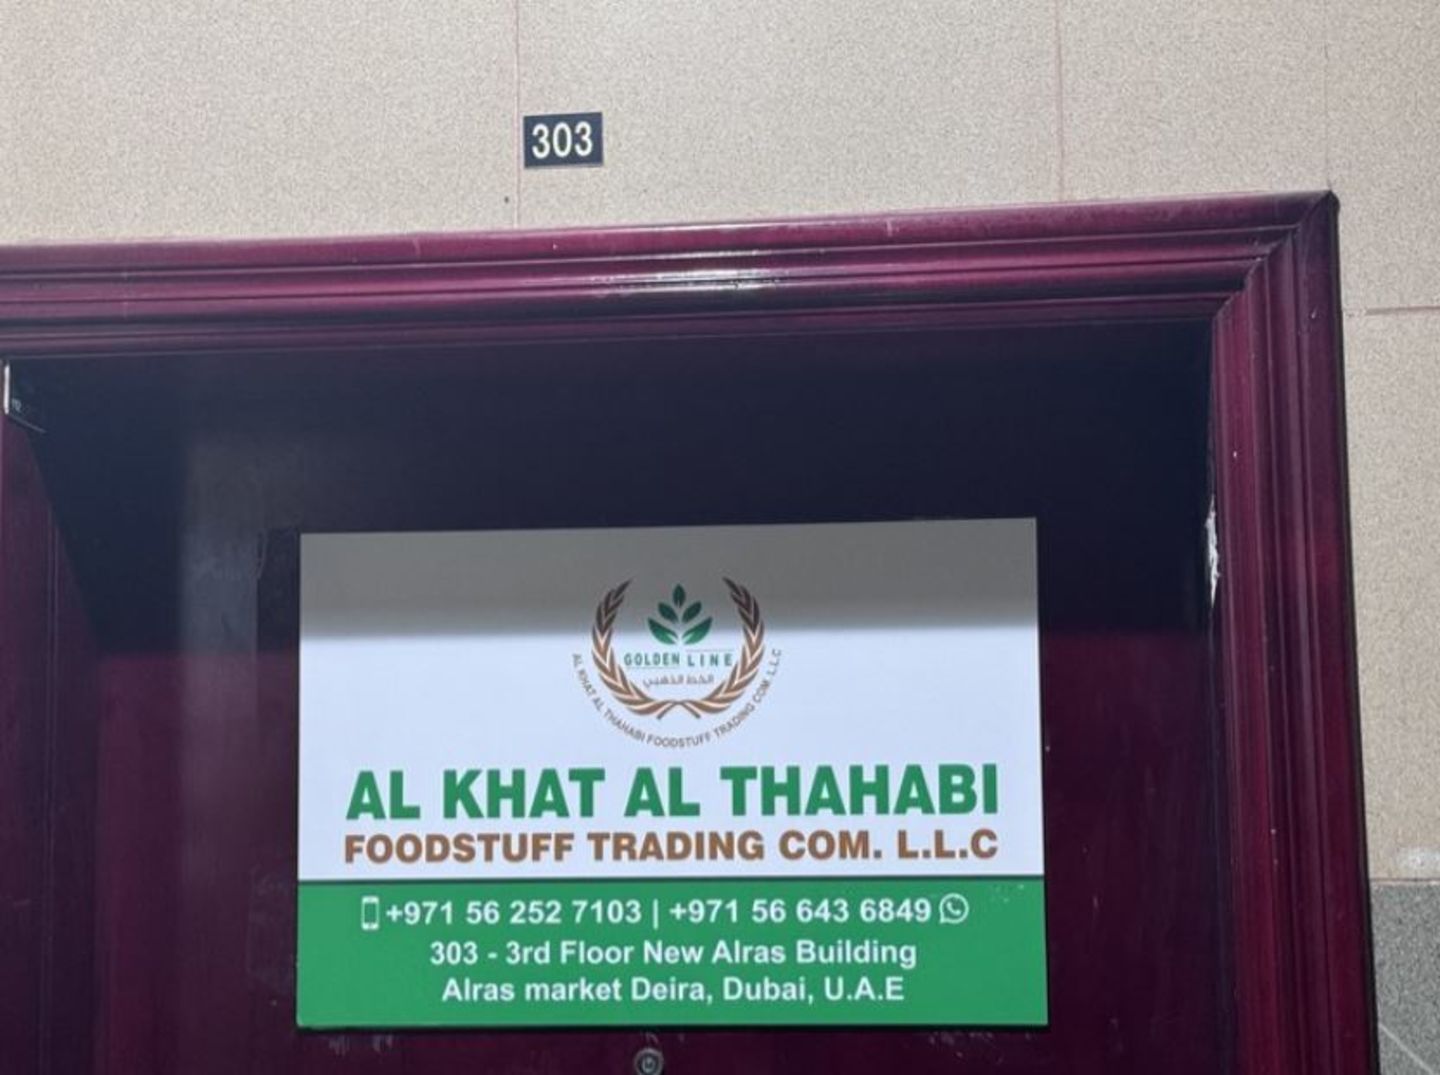 303
GOLDEN LINE
الخط الذهبي
AL KHAT AL THAHABI FOODSTUFF TRADING COM. L.L.C
AL KHAT AL THAHABI
FOODSTUFF TRADING COM. L.L.C
+971 56 252 7103 | +971 56 643 6849
303 - 3rd Floor New Alras Building
Alras market Deira, Dubai, U.A.E